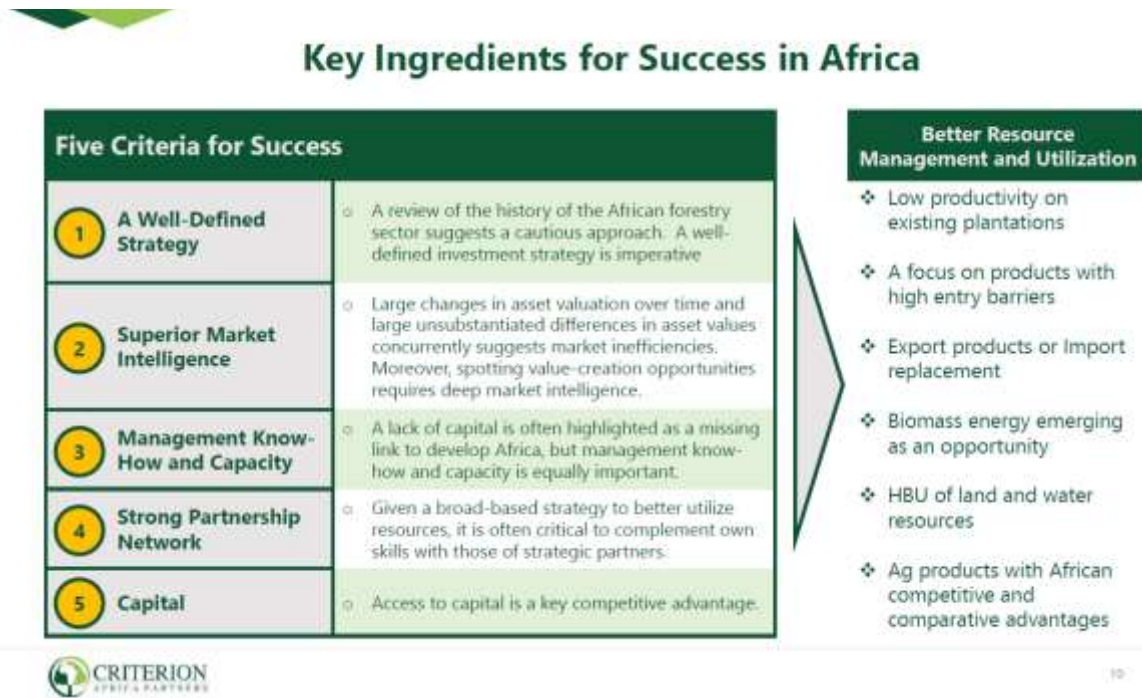 Key Ingredients for Success in Africa
Five Criteria for Success
1
A Well-Defined
Strategy
o A review of the history of the African forestry
sector suggests a cautious approach. A well-
defined investment strategy is imperative
2
Superior Market
Intelligence
o Large changes in asset valuation over time and
large unsubstantiated differences in asset values
concurrently suggests market inefficiencies.
Moreover, spotting value-creation opportunities
requires deep market intelligence.
3
Management Know-
How and Capacity
o A lack of capital is often highlighted as a missing
link to develop Africa, but management know-
how and capacity is equally important.
4
Strong Partnership
Network
o Given a broad-based strategy to better utilize
resources, it is often critical to complement own
skills with those of strategic partners.
5
Capital
o Access to capital is a key competitive advantage.
Better Resource
Management and Utilization
❖ Low productivity on
existing plantations
❖ A focus on products with
high entry barriers
❖ Export products or Import
replacement
❖ Biomass energy emerging
as an opportunity
❖ HBU of land and water
resources
❖ Ag products with African
competitive and
comparative advantages
CRITERION
AFRICA PARTNERS
10